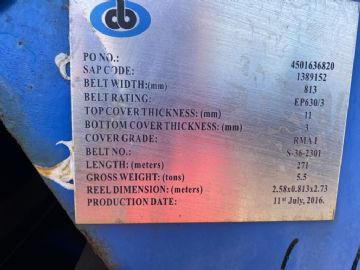 PO NO.: 4501636820
SAP CODE: 1389152
BELT WIDTH:(mm) 813
BELT RATING: EP630/3
TOP COVER THICKNESS: (mm) 11
BOTTOM COVER THICKNESS: (mm) 3
COVER GRADE: RMA I
BELT NO.: S-36-2301
LENGTH: (meters) 271
GROSS WEIGHT: (tons) 5.5
REEL DIMENSION: (meters) 2.58x0.813x2.73
PRODUCTION DATE: 11st July, 2016.